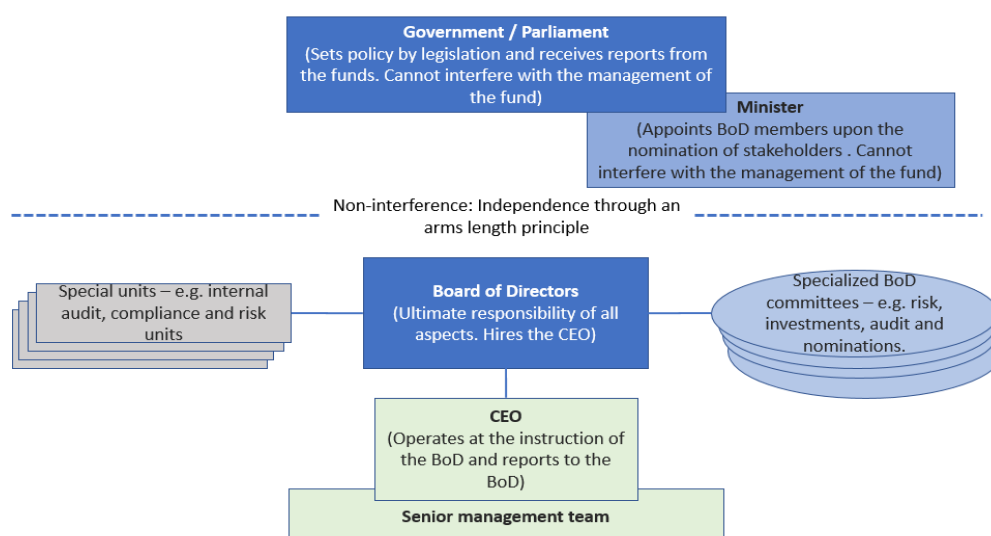 Government / Parliament
(Sets policy by legislation and receives reports from
the funds. Cannot interfere with the management of
the fund)
Minister
(Appoints BoD members upon the
nomination of stakeholders . Cannot
interfere with the management of the fund)
Non-interference: Independence through an
arms length principle
Special units – e.g. internal
audit, compliance and risk
units
Board of Directors
(Ultimate responsibility of all
aspects. Hires the CEO)
Specialized BoD
committees – e.g. risk,
investments, audit and
nominations.
CEO
(Operates at the instruction of
the BoD and reports to the
BoD)
Senior management team